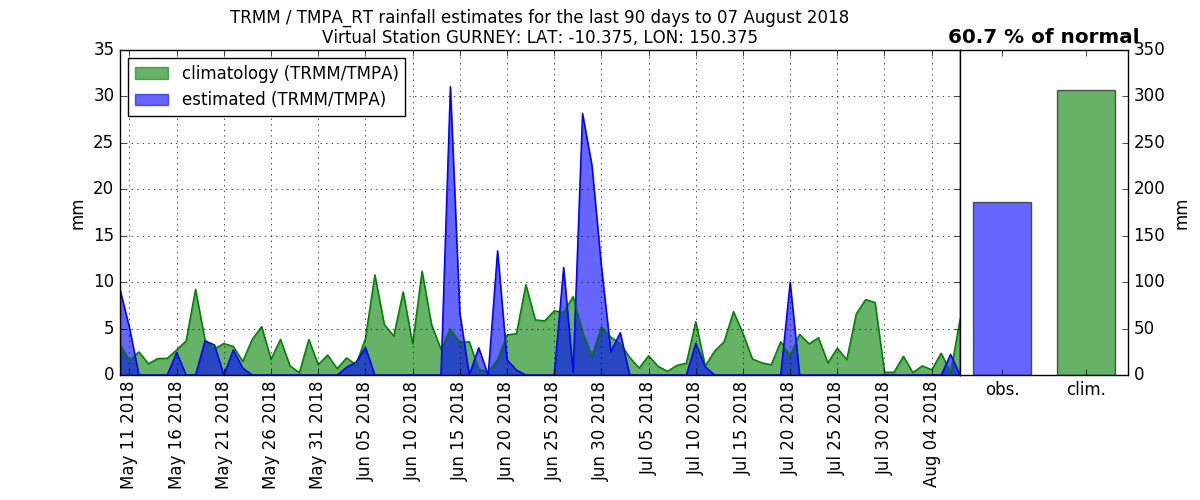 TRMM / TMPA_RT rainfall estimates for the last 90 days to 07 August 2018
Virtual Station GURNEY: LAT: -10.375, LON: 150.375
60.7 % of normal
climatology (TRMM/TMPA)
estimated (TRMM/TMPA)
mm
35
30
25
20
15
10
5
0
May 11 2018
May 16 2018
May 21 2018
May 26 2018
May 31 2018
Jun 05 2018
Jun 10 2018
Jun 15 2018
Jun 20 2018
Jun 25 2018
Jun 30 2018
Jul 05 2018
Jul 10 2018
Jul 15 2018
Jul 20 2018
Jul 25 2018
Jul 30 2018
Aug 04 2018
obs.
clim.
350
300
250
200
150
100
50
0
mm